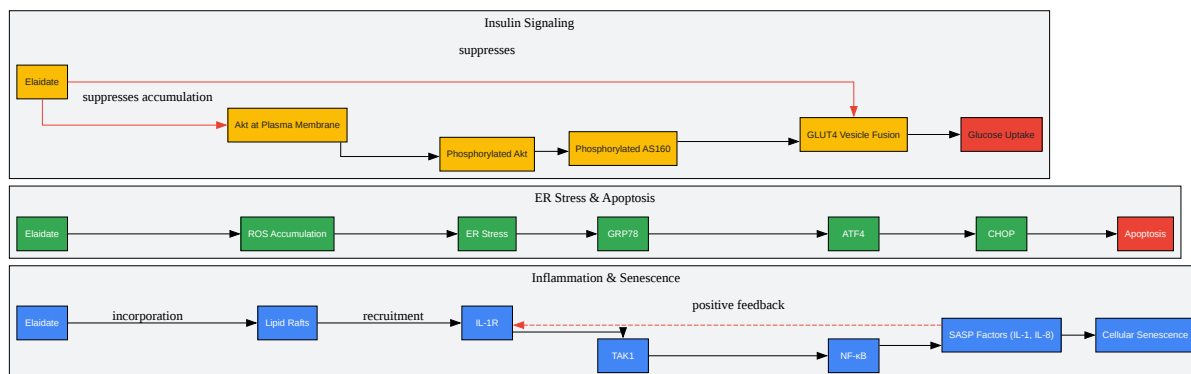 Insulin Signaling
suppresses
Elaidate
suppresses accumulation
Akt at Plasma Membrane
Phosphorylated Akt
Phosphorylated AS160
GLUT4 Vesicle Fusion
Glucose Uptake
ER Stress & Apoptosis
Elaidate
ROS Accumulation
ER Stress
GRP78
ATF4
CHOP
Apoptosis
Inflammation & Senescence
Elaidate
incorporation
Lipid Rafts
recruitment
IL-1R
positive feedback
TAK1
NF-κB
SASP Factors (IL-1, IL-8)
Cellular Senescence